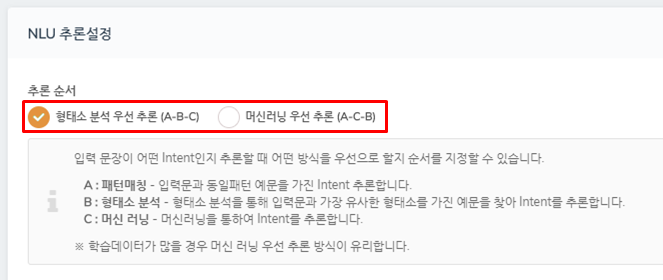 NLU 추론설정
추론 순서
형태소 분석 우선 추론 (A-B-C) 머신러닝 우선 추론 (A-C-B)
입력 문장이 어떤 Intent인지 추론할 때 어떤 방식을 우선으로 할지 순서를 지정할 수 있습니다.
A : 패턴매칭 - 입력문과 동일패턴 예문을 가진 Intent 추론합니다.
B : 형태소 분석 - 형태소 분석을 통해 입력문과 가장 유사한 형태소를 가진 예문을 찾아 Intent를 추론합니다.
C : 머신 러닝 - 머신러닝을 통하여 Intent를 추론합니다.
※ 학습데이터가 많을 경우 머신 러닝 우선 추론 방식이 유리합니다.